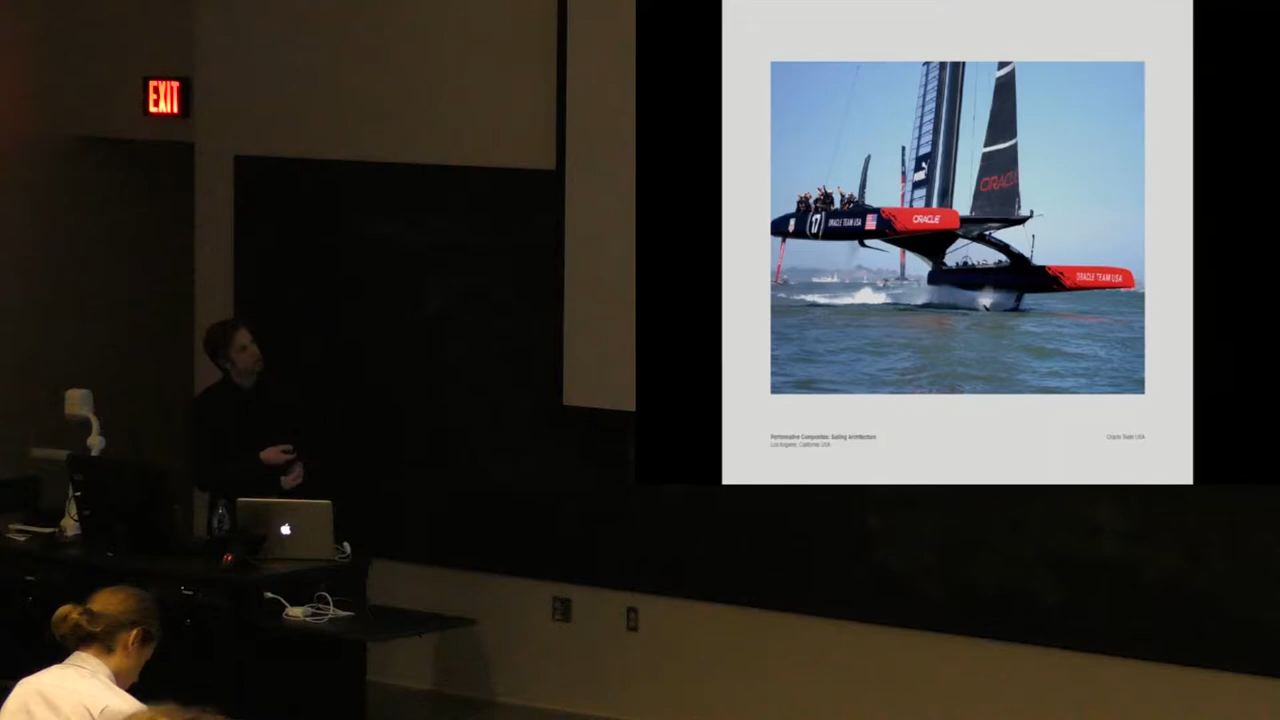 EXIT
ORACLE
17
ORACLE TEAM USA
ORACLE
ORACLE TEAM USA
Performative Composites: Sailing Architecture
Los Angeles, California USA
Oracle Team USA